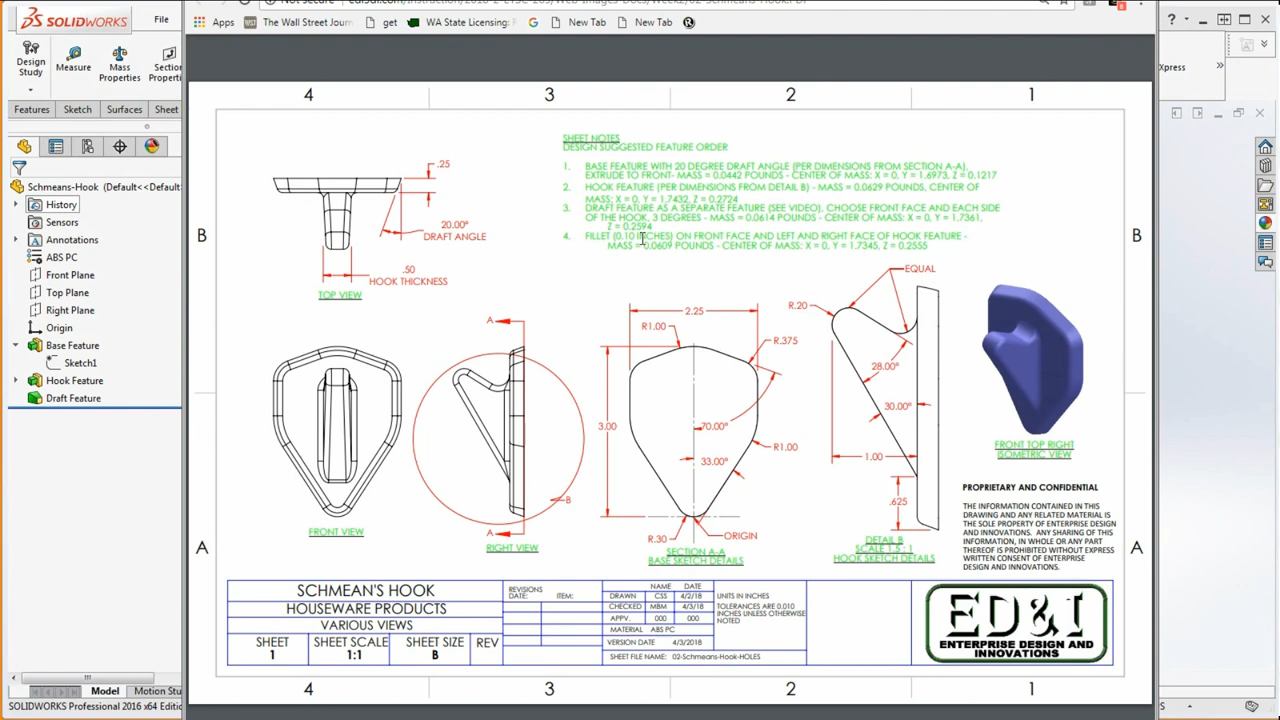 SOLIDWORKS
File
Apps
The Wall Street Journ
get
WA State Licensing:
New Tab
New Tab
Design Study
Measure
Mass Properties
Features
Sketch
Surfaces
Sheet
Xpress
Schmeans-Hook (Default<<Default>
History
Sensors
Annotations
ABS PC
Front Plane
Top Plane
Right Plane
Origin
Base Feature
Sketch1
Hook Feature
Draft Feature
4 3 2 1
B
A
SHEET NOTES
DESIGN SUGGESTED FEATURE ORDER
1. BASE FEATURE WITH 20 DEGREE DRAFT ANGLE (PER DIMENSIONS FROM SECTION A-A),
EXTRUDE TO FRONT- MASS = 0.0442 POUNDS - CENTER OF MASS: X = 0, Y = 1.6973, Z = 0.1217
2. HOOK FEATURE (PER DIMENSIONS FROM DETAIL B) - MASS = 0.0629 POUNDS, CENTER OF
MASS: X = 0, Y = 1.7432, Z = 0.2724
3. DRAFT FEATURE AS A SEPARATE FEATURE (SEE VIDEO), CHOOSE FRONT FACE AND EACH SIDE
OF THE HOOK, 3 DEGREES - MASS = 0.0614 POUNDS - CENTER OF MASS: X = 0, Y = 1.7361,
Z = 0.2594
4. FILLET (0.10 INCHES) ON FRONT FACE AND LEFT AND RIGHT FACE OF HOOK FEATURE -
MASS = 0.0609 POUNDS - CENTER OF MASS: X = 0, Y = 1.7345, Z = 0.2555
.25
20.00°
DRAFT ANGLE
.50
HOOK THICKNESS
TOP VIEW
FRONT VIEW
A
B
A
RIGHT VIEW
2.25
R1.00
R.375
3.00
70.00°
R1.00
33.00°
R.30
ORIGIN
SECTION A-A
BASE SKETCH DETAILS
EQUAL
R.20
28.00°
30.00°
1.00
.625
DETAIL B
SCALE 1.5 : 1
HOOK SKETCH DETAILS
FRONT TOP RIGHT
ISOMETRIC VIEW
B
A
PROPRIETARY AND CONFIDENTIAL
THE INFORMATION CONTAINED IN THIS
DRAWING AND ANY RELATED MATERIAL IS
THE SOLE PROPERTY OF ENTERPRISE DESIGN
AND INNOVATIONS. ANY SHARING OF THIS
INFORMATION, IN WHOLE OR ANY PART
THEREOF IS PROHIBITED WITHOUT EXPRESS
WRITTEN CONSENT OF ENTERPRISE
DESIGN AND INNOVATIONS.
SCHMEAN'S HOOK
HOUSEWARE PRODUCTS
VARIOUS VIEWS
SHEET SHEET SCALE SHEET SIZE REV
1 1:1 B
REVISIONS
DATE: ITEM:
NAME DATE
DRAWN CSS 4/2/18
CHECKED MBM 4/3/18
APPV. 000 000
MATERIAL ABS PC
VERSION DATE 4/3/2018
SHEET FILE NAME: 02-Schmeans-Hook-HOLES
UNITS IN INCHES
TOLERANCES ARE 0.010
INCHES UNLESS OTHERWISE
NOTED
ED&I
ENTERPRISE DESIGN AND
INNOVATIONS
4 3 2 1
Model
Motion Stu
SOLIDWORKS Professional 2016 x64 Edition